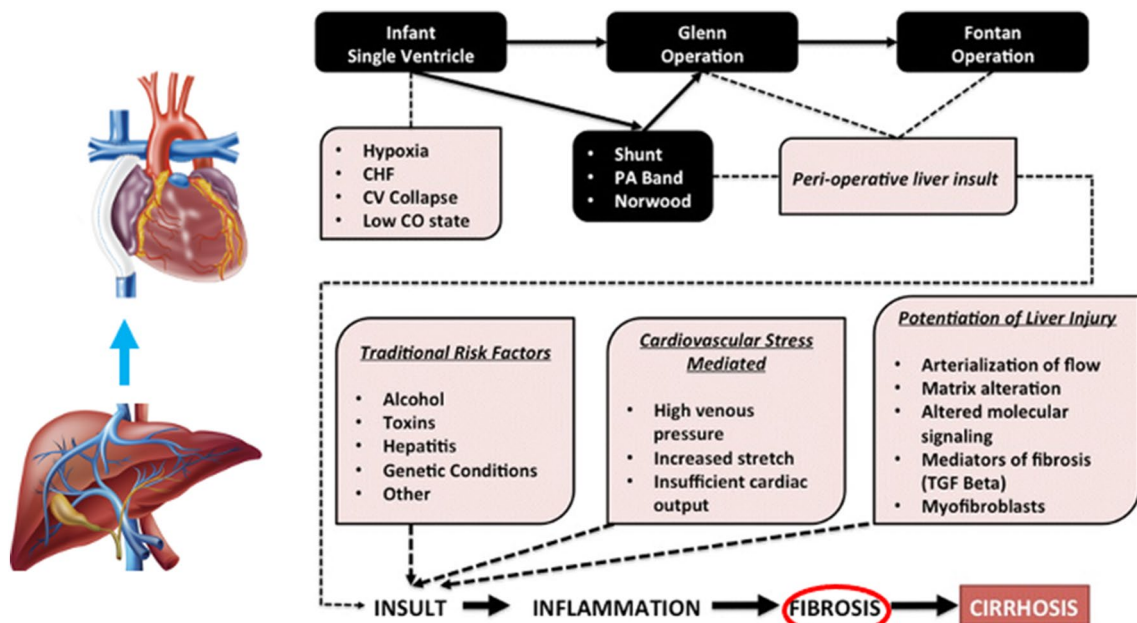 Infant
Single Ventricle
Glenn
Operation
Fontan
Operation
• Hypoxia
• CHF
• CV Collapse
• Low CO state
• Shunt
• PA Band
• Norwood
Peri-operative liver insult
Traditional Risk Factors
• Alcohol
• Toxins
• Hepatitis
• Genetic Conditions
• Other
Cardiovascular Stress
Mediated
• High venous
pressure
• Increased stretch
• Insufficient cardiac
output
Potentiation of Liver Injury
• Arterialization of flow
• Matrix alteration
• Altered molecular
signaling
• Mediators of fibrosis
(TGF Beta)
• Myofibroblasts
INSULT
INFLAMMATION
FIBROSIS
CIRRHOSIS